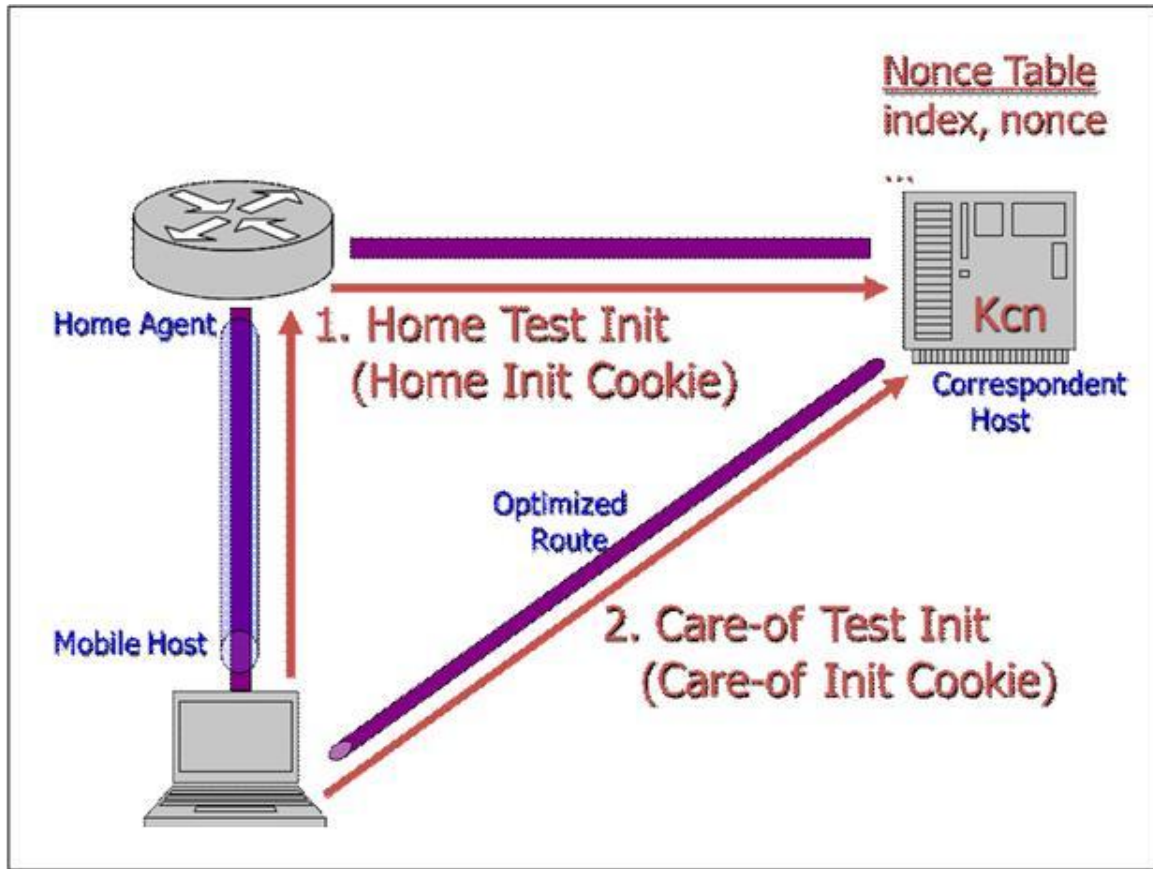 Nonce Table
index, nonce
...
Home Agent
1. Home Test Init
(Home Init Cookie)
Kcn
Correspondent
Host
Optimized
Route
Mobile Host
2. Care-of Test Init
(Care-of Init Cookie)